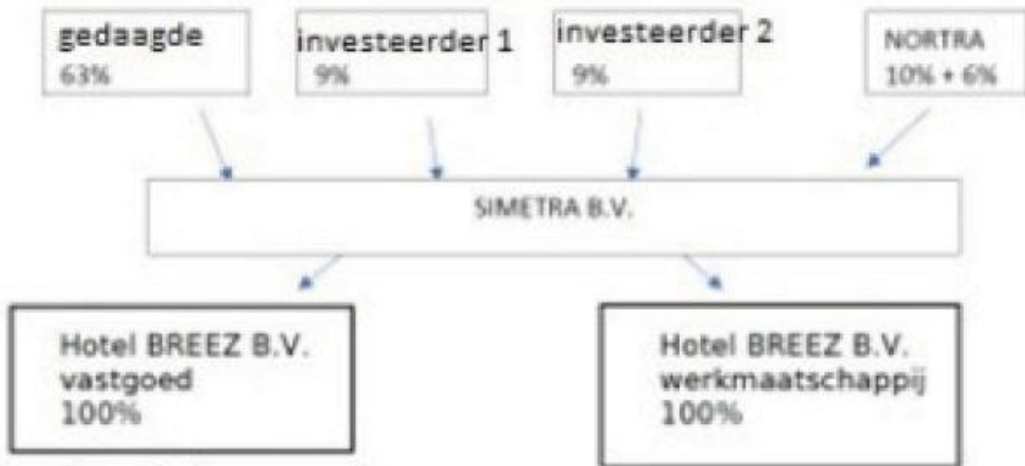 gedaagde
63%
investeerder 1
9%
investeerder 2
9%
NORTRA
10% + 6%
SIMETRA B.V.
Hotel BREEZ B.V.
vastgoed
100%
Hotel BREEZ B.V.
werkmaatschappij
100%